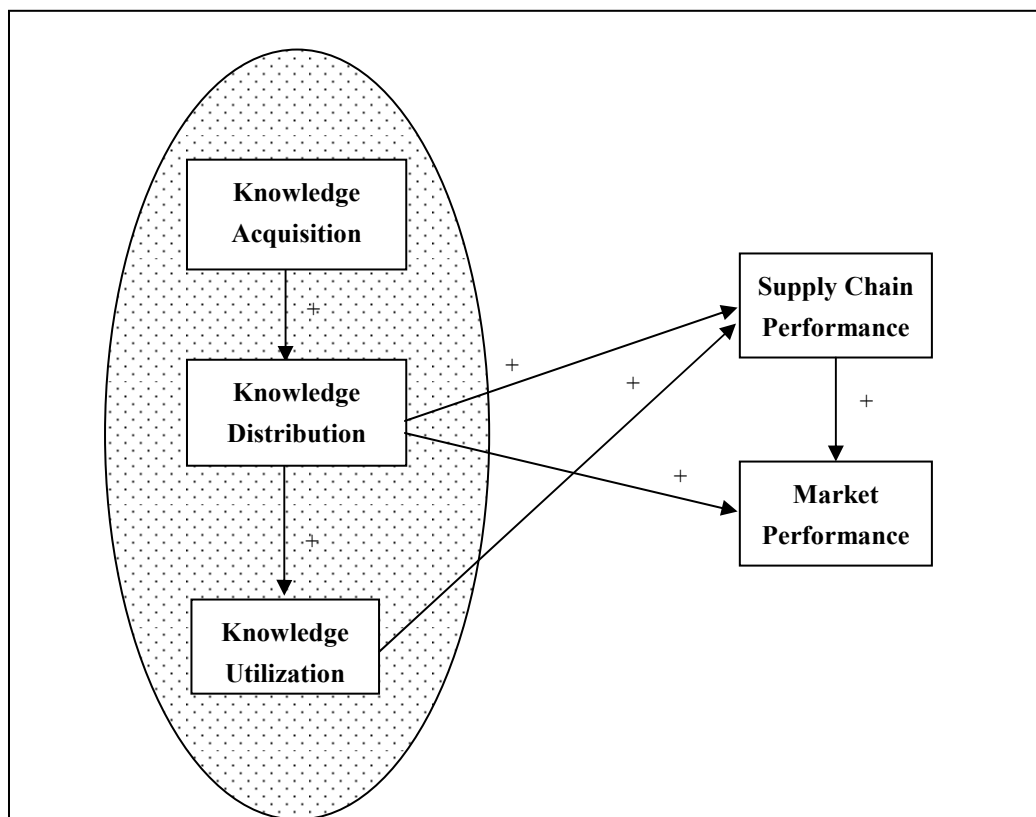 Knowledge
Acquisition
+
Knowledge
Distribution
+
Knowledge
Utilization
+
+
+
Supply Chain
Performance
+
Market
Performance